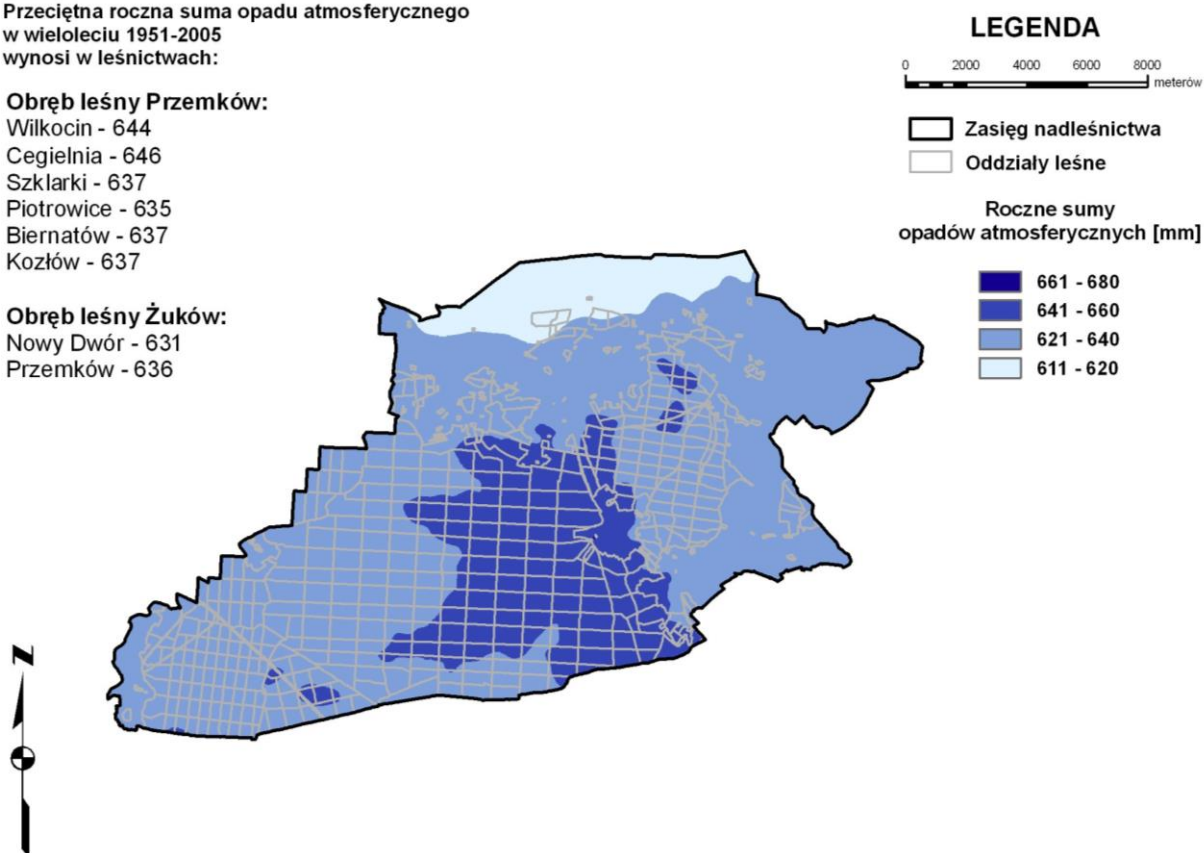 Przeciętna roczna suma opadu atmosferycznego
w wieloleciu 1951-2005
wynosi w leśnictwach:
Obręb leśny Przemków:
Wilkocin - 644
Cegielnia - 646
Szklarki - 637
Piotrowice - 635
Biernatów - 637
Kozłów - 637
Obręb leśny Żuków:
Nowy Dwór - 631
Przemków - 636
LEGENDA
0 2000 4000 6000 8000
meterów
Zasięg nadleśnictwa
Oddziały leśne
Roczne sumy
opadów atmosferycznych [mm]
661 - 680
641 - 660
621 - 640
611 - 620
N